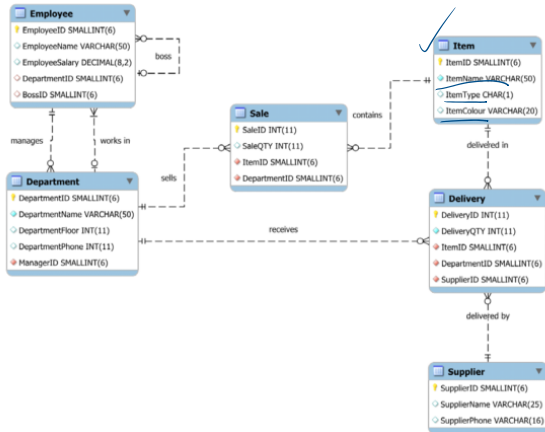 Employee
EmployeeID SMALLINT(6)
EmployeeName VARCHAR(50)
EmployeeSalary DECIMAL(8,2)
DepartmentID SMALLINT(6)
BossID SMALLINT(6)
boss
manages
works in
Department
DepartmentID SMALLINT(6)
DepartmentName VARCHAR(50)
DepartmentFloor INT(11)
DepartmentPhone INT(11)
ManagerID SMALLINT(6)
sells
Sale
SaleID INT(11)
SaleQTY INT(11)
ItemID SMALLINT(6)
DepartmentID SMALLINT(6)
contains
Item
ItemID SMALLINT(6)
ItemName VARCHAR(50)
ItemType CHAR(1)
ItemColour VARCHAR(20)
delivered in
receives
Delivery
DeliveryID INT(11)
DeliveryQTY INT(11)
ItemID SMALLINT(6)
DepartmentID SMALLINT(6)
SupplierID SMALLINT(6)
delivered by
Supplier
SupplierID SMALLINT(6)
SupplierName VARCHAR(25)
SupplierPhone VARCHAR(16)